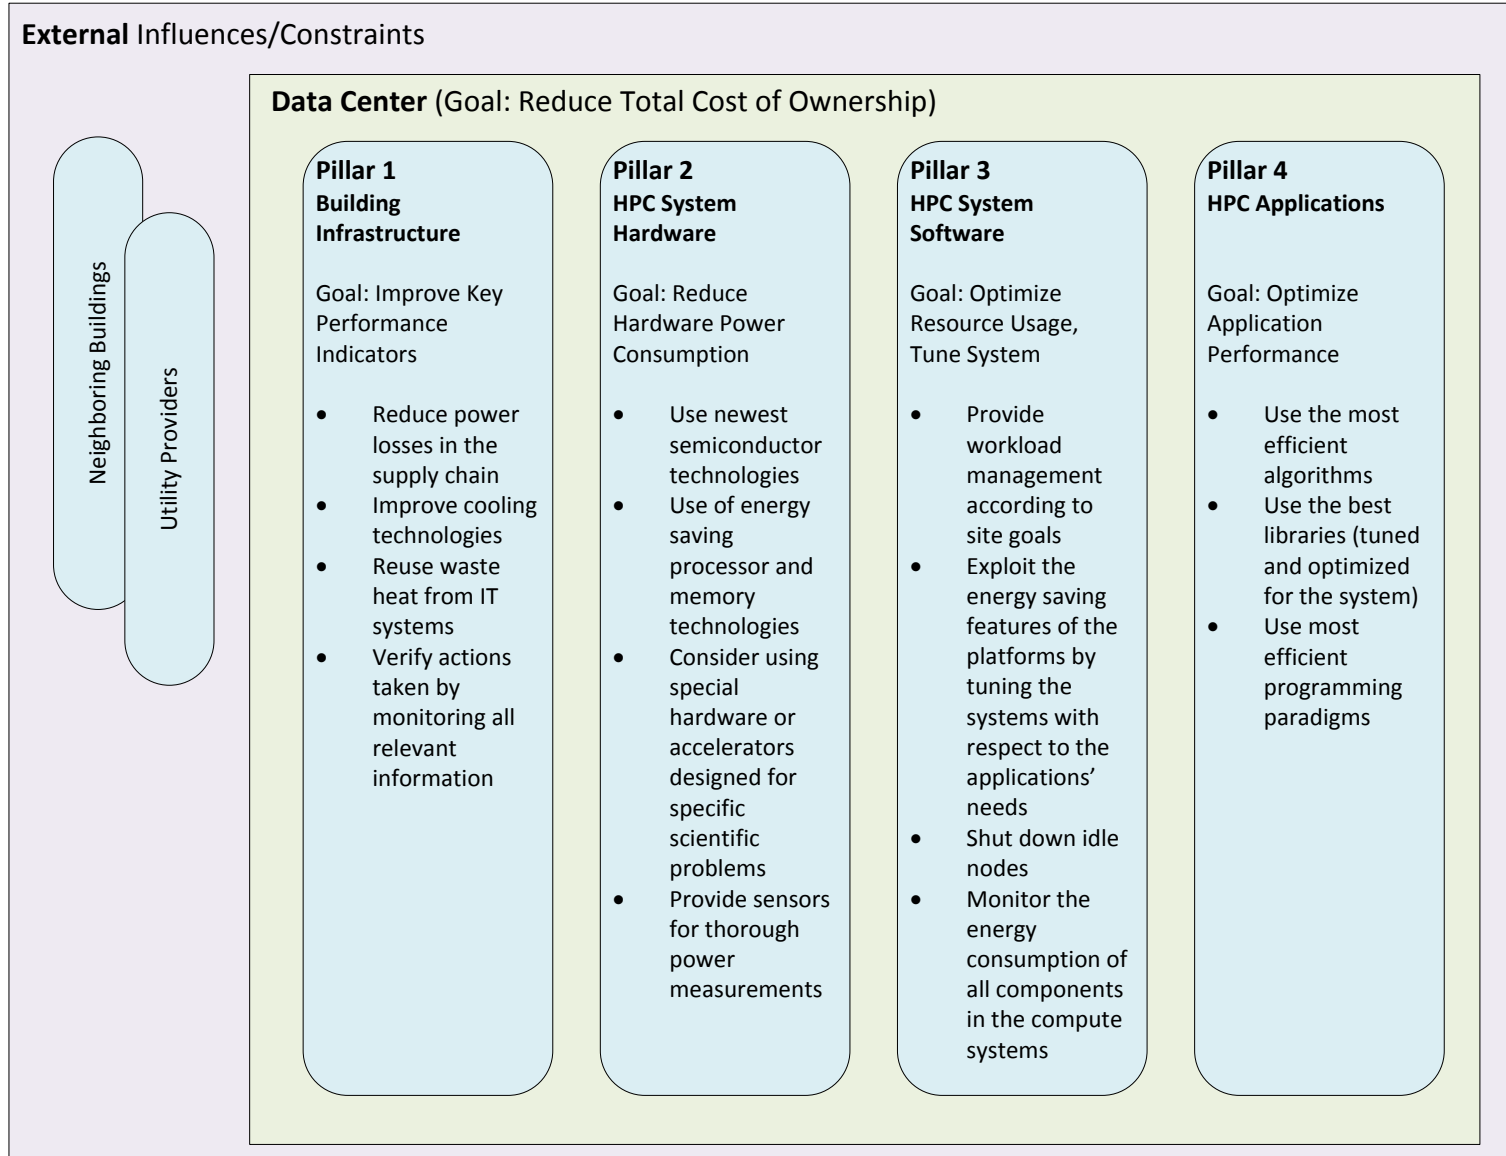 External Influences/Constraints
Data Center (Goal: Reduce Total Cost of Ownership)
Neighboring Buildings
Utility Providers
Pillar 1
Building
Infrastructure
Goal: Improve Key
Performance
Indicators
• Reduce power
losses in the
supply chain
• Improve cooling
technologies
• Reuse waste
heat from IT
systems
• Verify actions
taken by
monitoring all
relevant
information
Pillar 2
HPC System
Hardware
Goal: Reduce
Hardware Power
Consumption
• Use newest
semiconductor
technologies
• Use of energy
saving
processor and
memory
technologies
• Consider using
special
hardware or
accelerators
designed for
specific
scientific
problems
• Provide sensors
for thorough
power
measurements
Pillar 3
HPC System
Software
Goal: Optimize
Resource Usage,
Tune System
• Provide
workload
management
according to
site goals
• Exploit the
energy saving
features of the
platforms by
tuning the
systems with
respect to the
applications’
needs
• Shut down idle
nodes
• Monitor the
energy
consumption of
all components
in the compute
systems
Pillar 4
HPC Applications
Goal: Optimize
Application
Performance
• Use the most
efficient
algorithms
• Use the best
libraries (tuned
and optimized
for the system)
• Use most
efficient
programming
paradigms